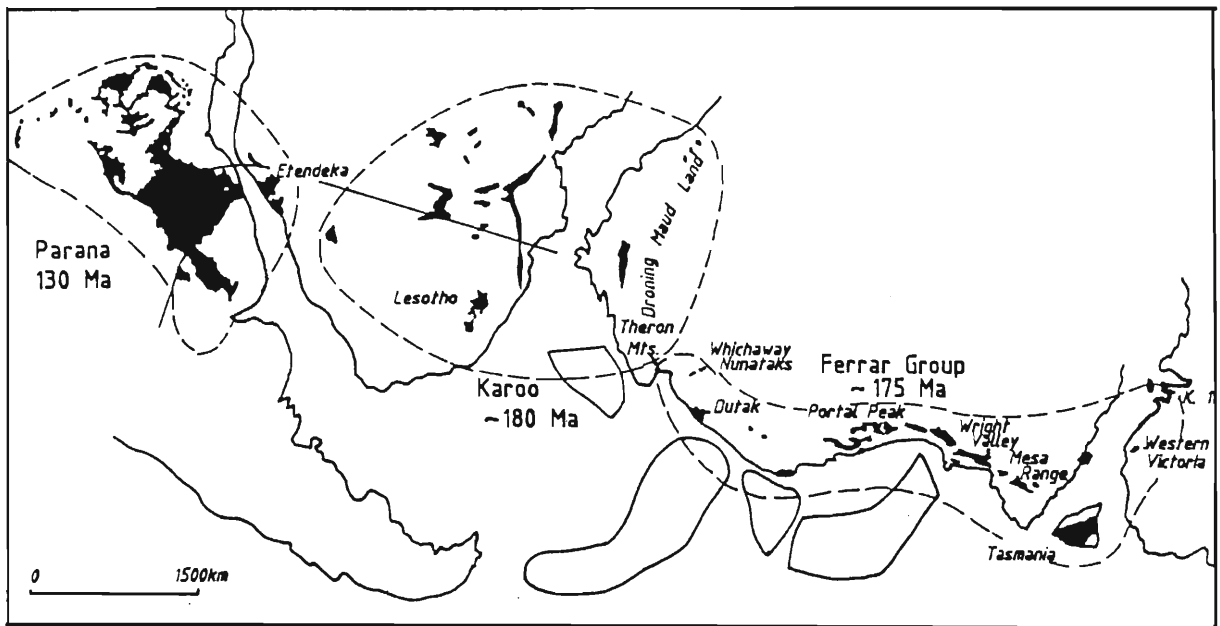 Etendeka
Parana
130 Ma
Lesotho
Droning Maud Land
Theron
Mts.
Karoo
~180 Ma
Whichaway
Nunataks
Ferrar Group
~175 Ma
Dutak
Portal Peak
Wright
Valley
Mesa
Range
K.
Western
Victoria
Tasmania
0 1500km